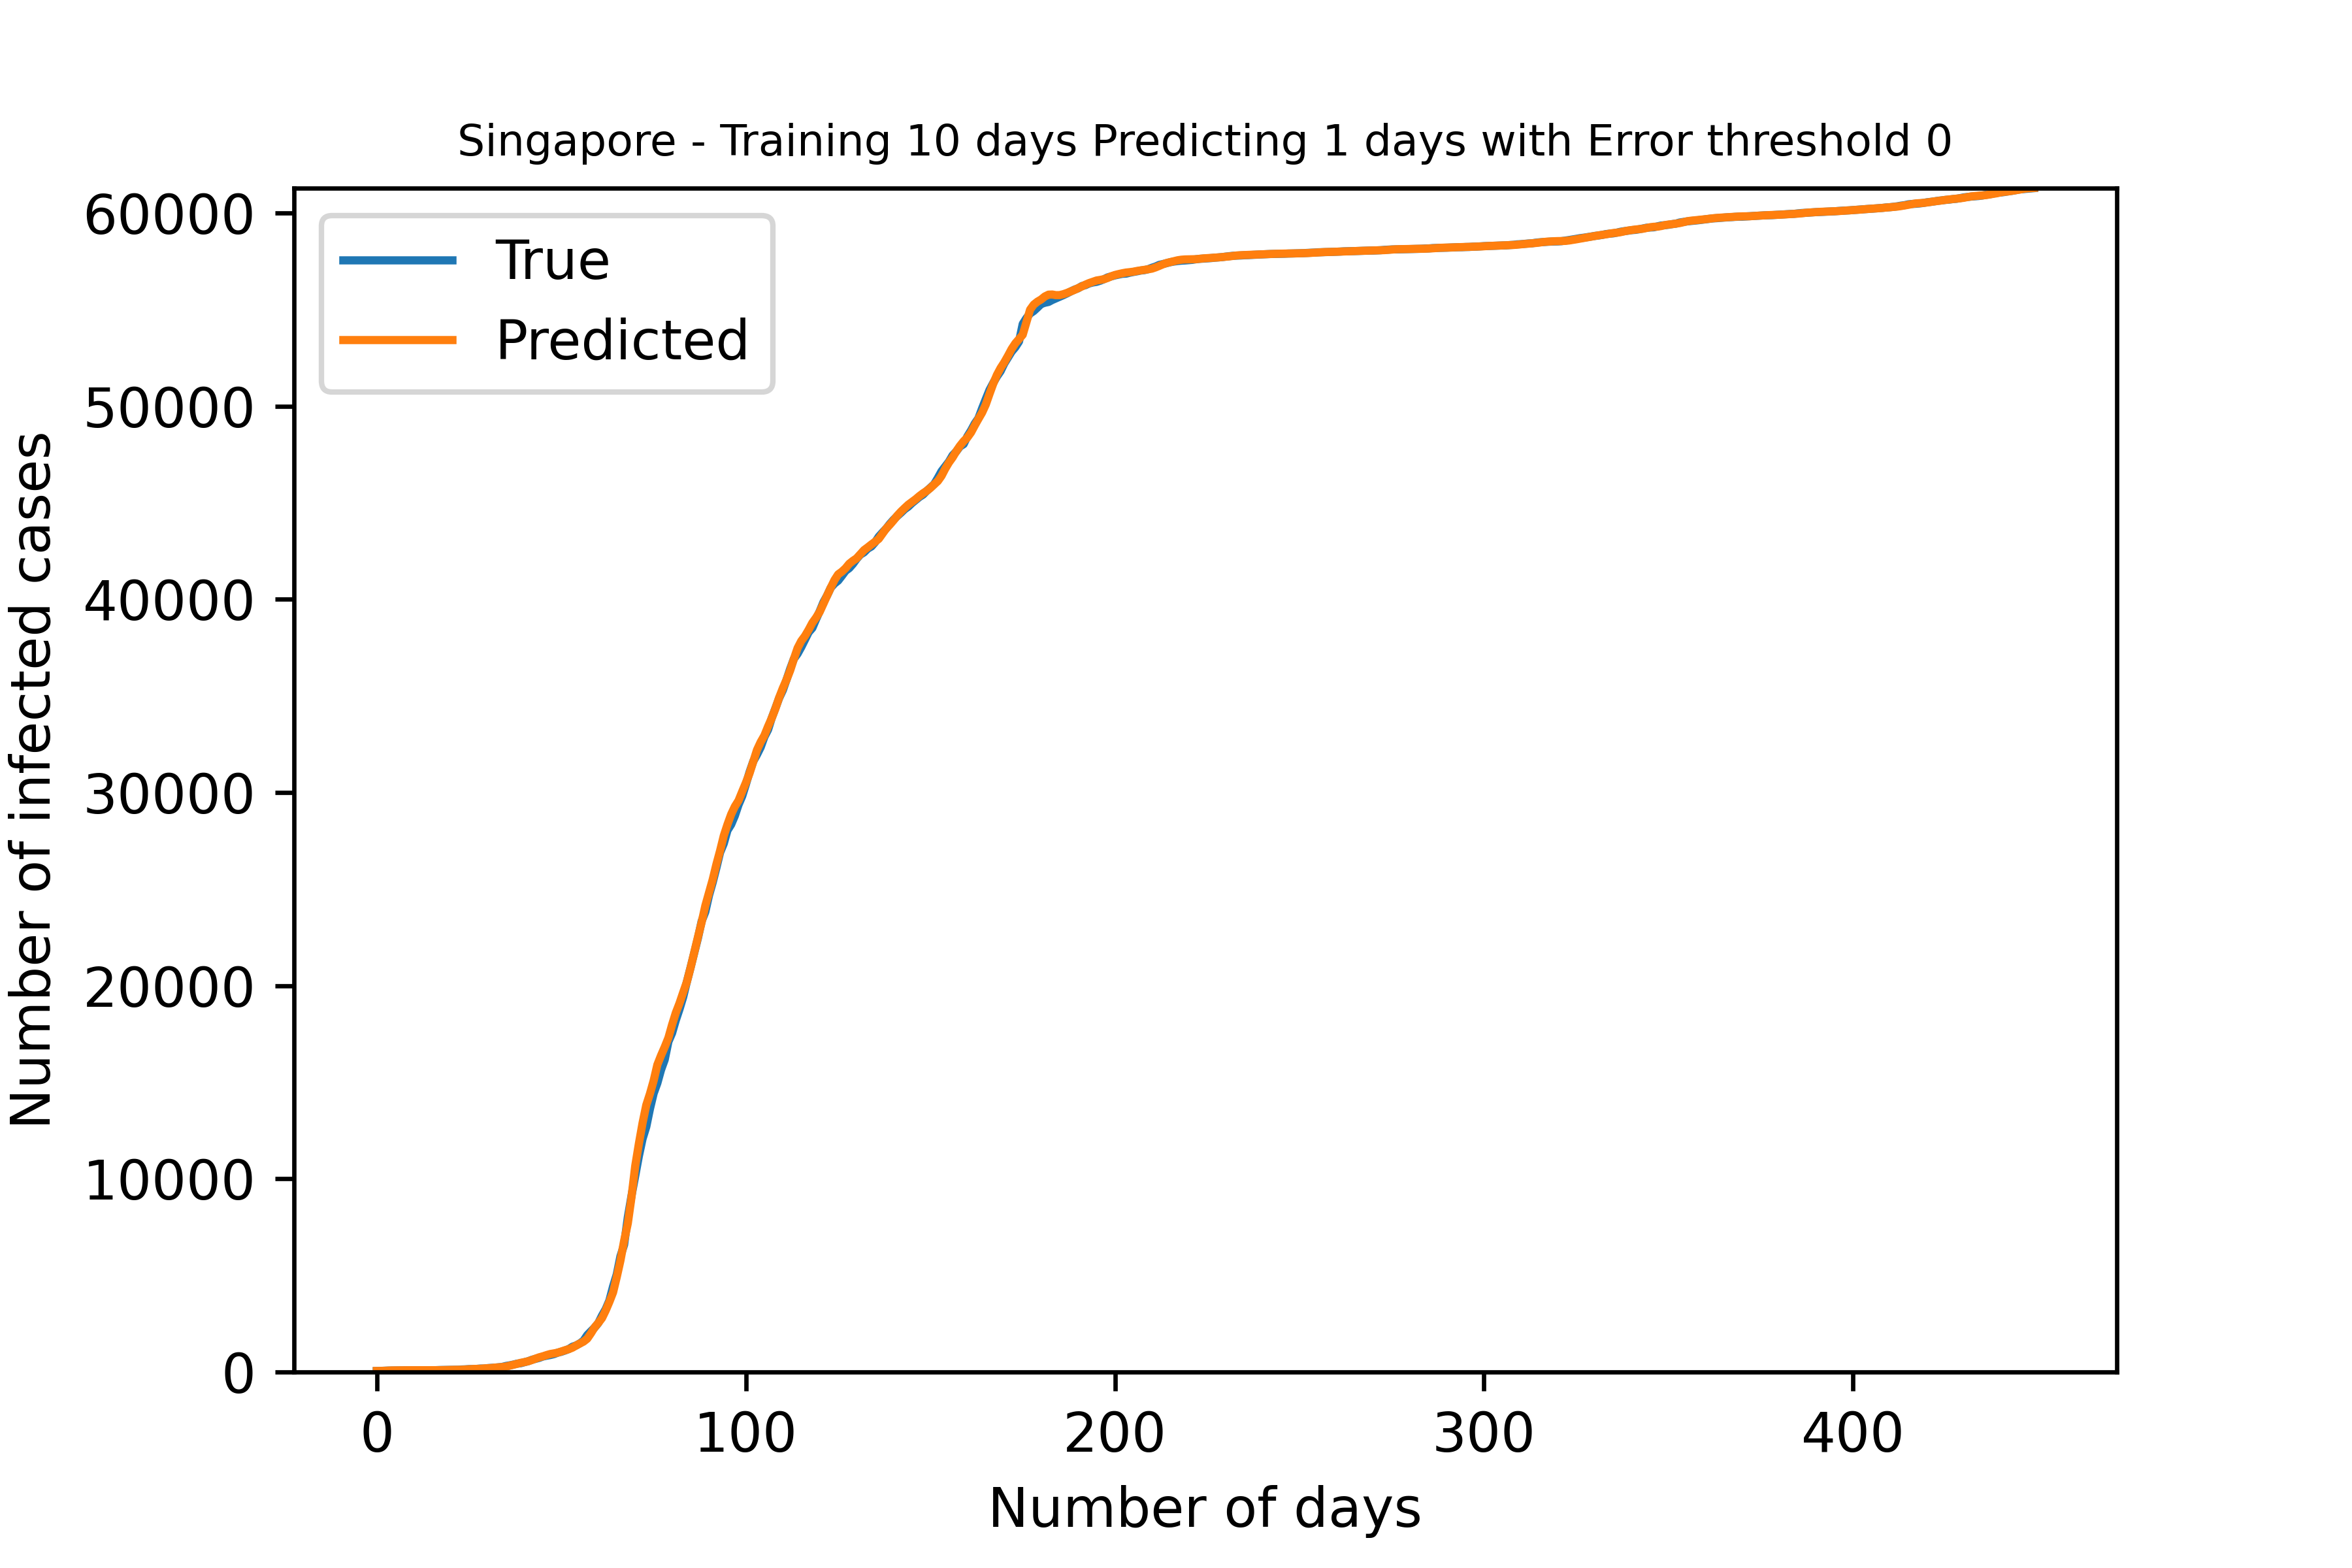 Singapore - Training 10 days Predicting 1 days with Error threshold 0
True
Predicted
60000
50000
40000
30000
20000
10000
0
Number of infected cases
0 100 200 300 400
Number of days